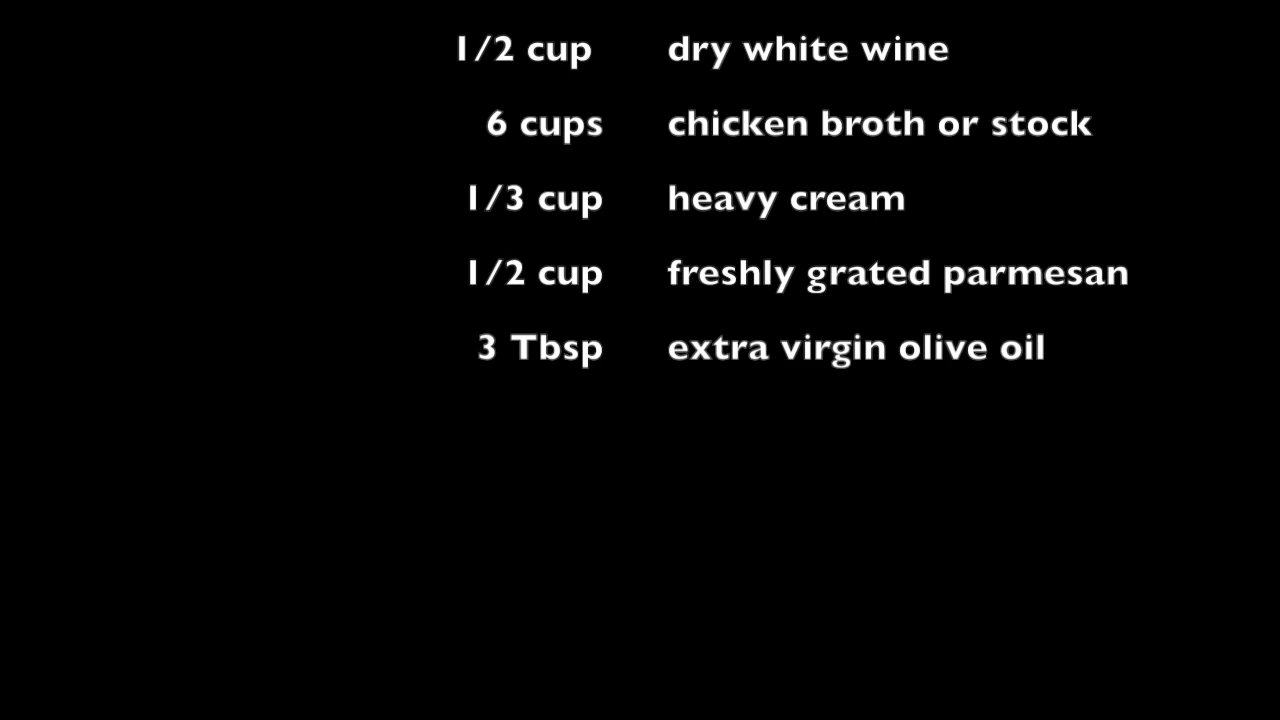 1/2 cup dry white wine
6 cups chicken broth or stock
1/3 cup heavy cream
1/2 cup freshly grated parmesan
3 Tbsp extra virgin olive oil